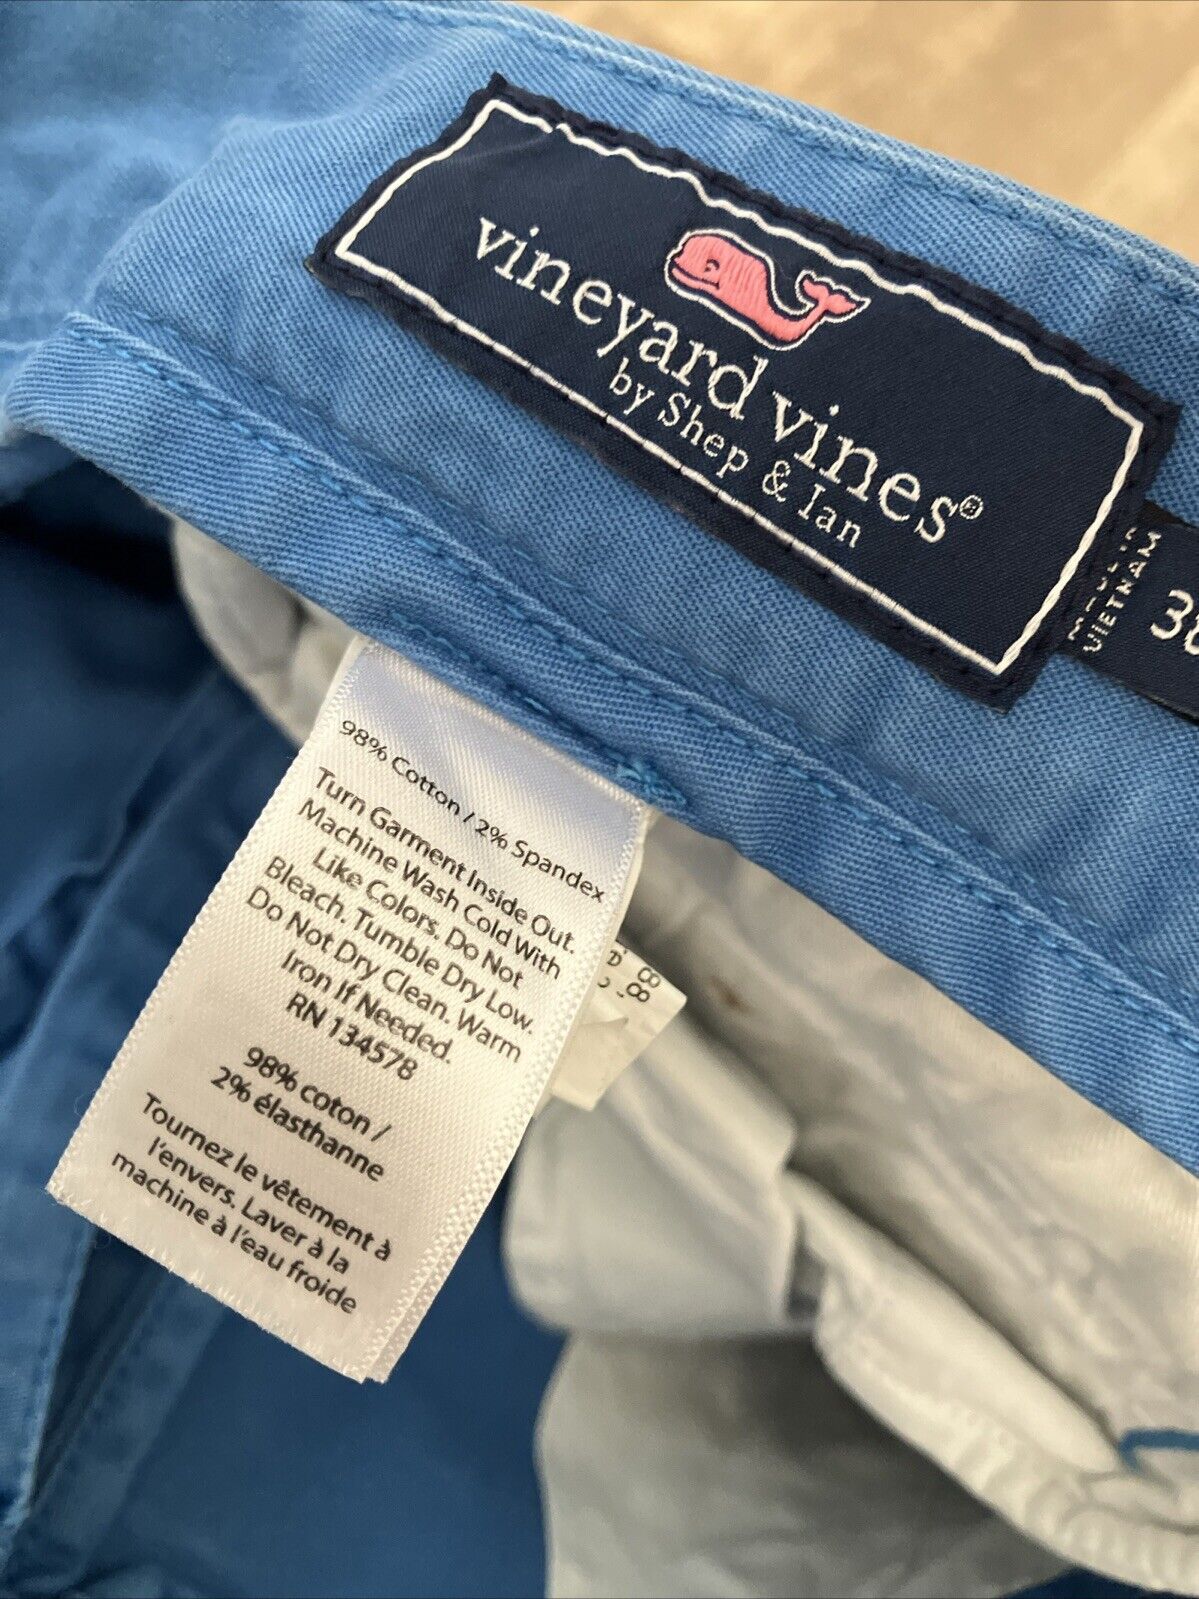 vineyard vines®
by Shep & Ian
MADE IN
VIETNAM
98% Cotton / 2% Spandex
Turn Garment Inside Out.
Machine Wash Cold With
Like Colors. Do Not
Bleach. Tumble Dry Low.
Do Not Dry Clean. Warm
Iron If Needed.
RN 134578
98% coton /
2% élasthanne
Tournez le vêtement à
l'envers. Laver à la
machine à l'eau froide